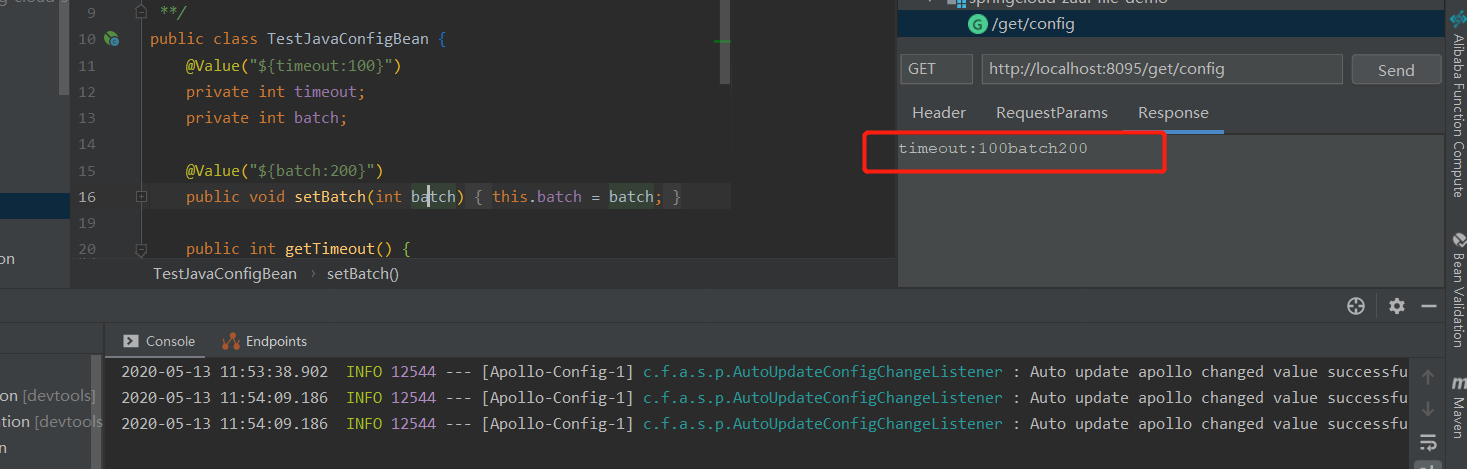 9 **/
10 public class TestJavaConfigBean {
11 @Value("${timeout:100}")
12 private int timeout;
13 private int batch;
14
15 @Value("${batch:200}")
16 public void setBatch(int batch) { this.batch = batch; }
19
20 public int getTimeout() {
TestJavaConfigBean › setBatch()
/get/config
GET http://localhost:8095/get/config Send
Header RequestParams Response
timeout:100batch200
Alibaba Function Compute
Bean Validation
Maven
on
Console Endpoints
2020-05-13 11:53:38.902 INFO 12544 --- [Apollo-Config-1] c.f.a.s.p.AutoUpdateConfigChangeListener : Auto update apollo changed value successfu
2020-05-13 11:54:09.186 INFO 12544 --- [Apollo-Config-1] c.f.a.s.p.AutoUpdateConfigChangeListener : Auto update apollo changed value successfu
2020-05-13 11:54:09.186 INFO 12544 --- [Apollo-Config-1] c.f.a.s.p.AutoUpdateConfigChangeListener : Auto update apollo changed value successfu
on [devtools]
tion [devtools
n